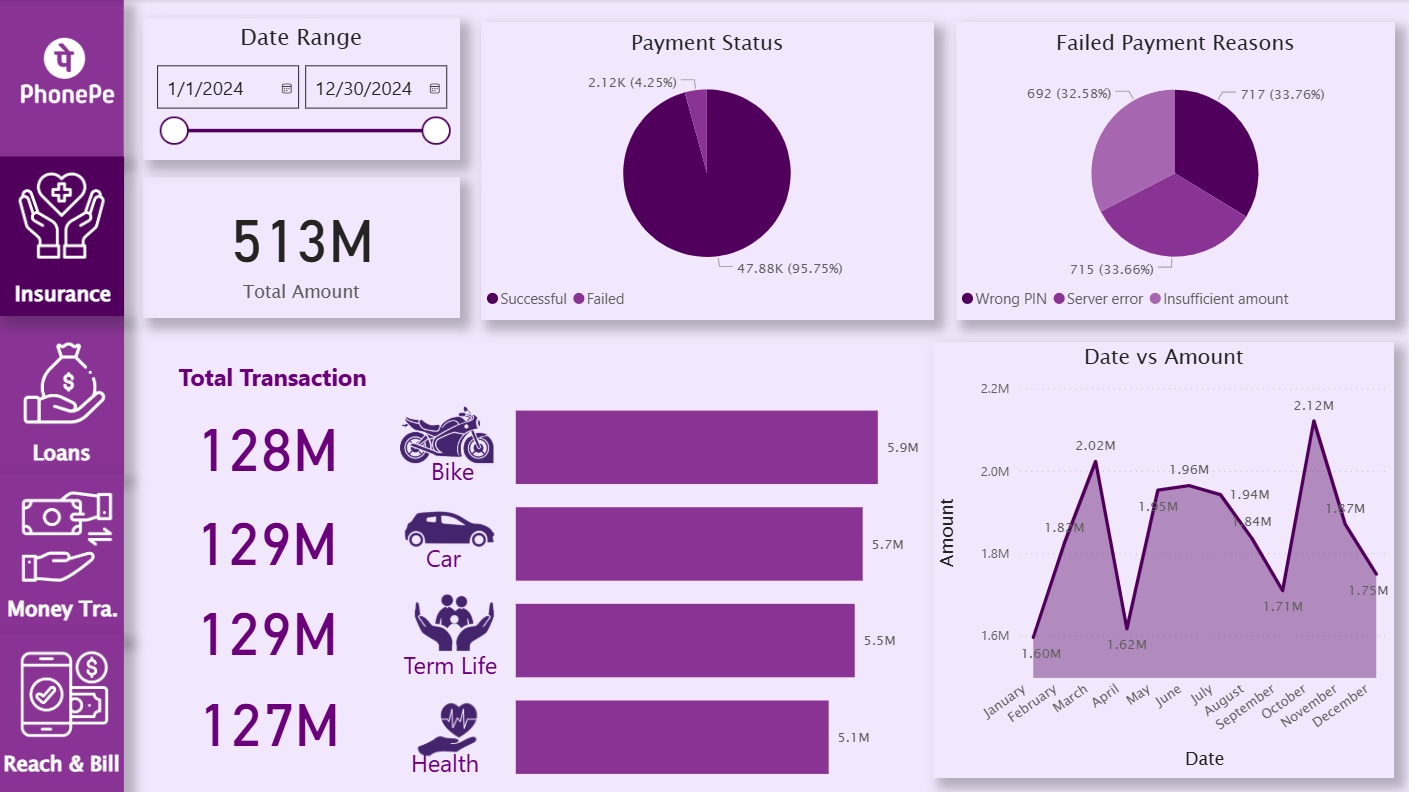 पे
PhonePe
Insurance
Loans
Money Tra.
Reach & Bill
Date Range
1/1/2024
12/30/2024
513M
Total Amount
Payment Status
2.12K (4.25%)
47.88K (95.75%)
Successful
Failed
Failed Payment Reasons
692 (32.58%)
717 (33.76%)
715 (33.66%)
Wrong PIN
Server error
Insufficient amount
Total Transaction
128M
Bike
5.9M
129M
Car
5.7M
129M
Term Life
5.5M
127M
Health
5.1M
Date vs Amount
Amount
2.2M
2.0M
1.8M
1.6M
1.60M
1.82M
2.02M
1.62M
1.95M
1.96M
1.94M
1.84M
1.71M
2.12M
1.87M
1.75M
January
February
March
April
May
June
July
August
September
October
November
December
Date